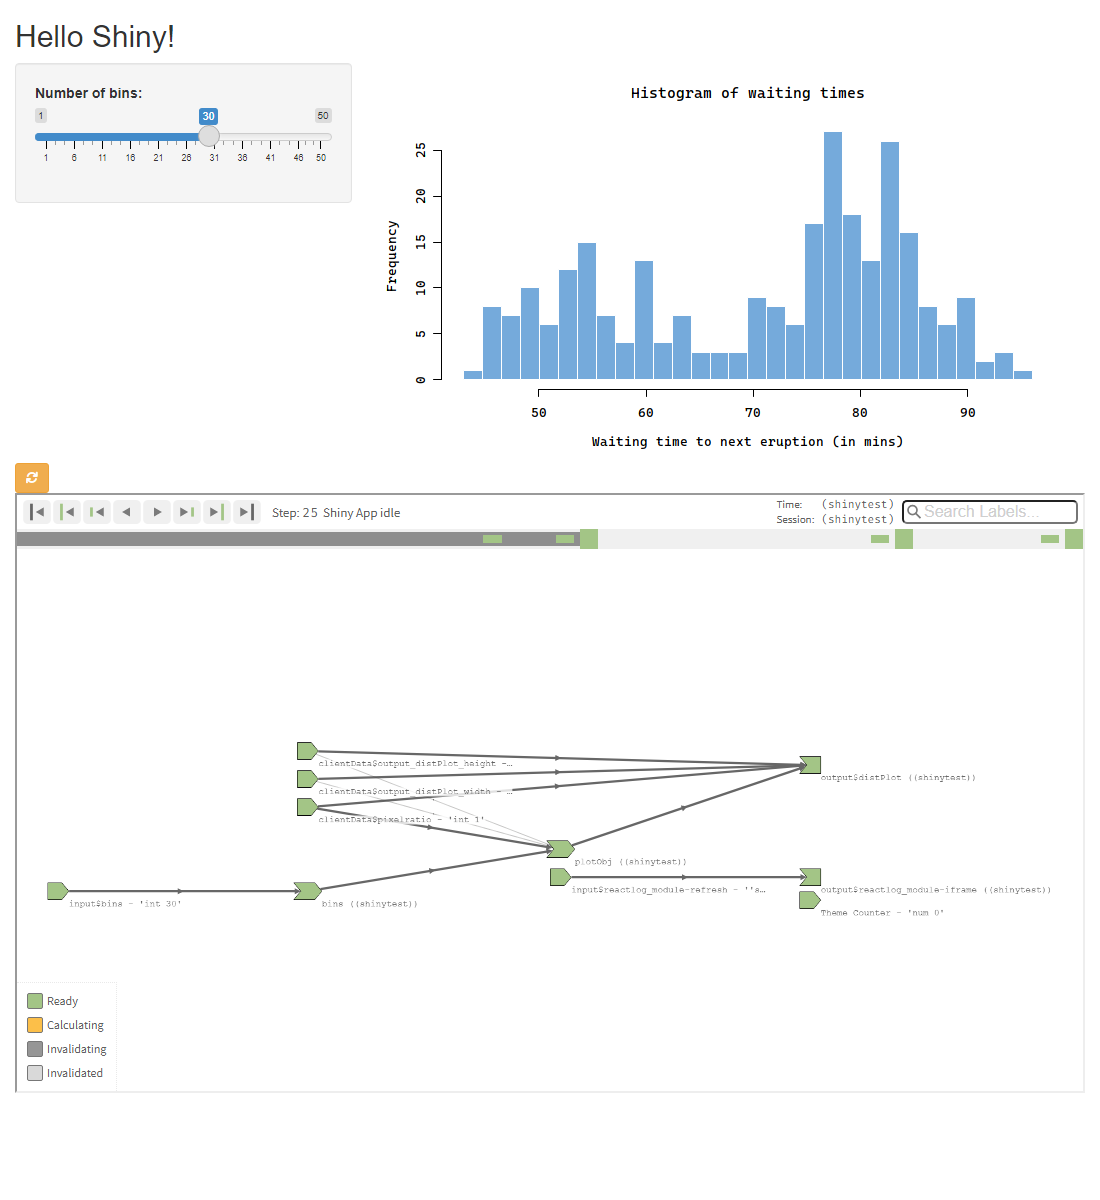 Hello Shiny!
Number of bins:
1 30 50
1 6 11 16 21 26 31 36 41 46 50
Histogram of waiting times
Frequency
25
20
15
10
5
0
50 60 70 80 90
Waiting time to next eruption (in mins)
Step: 25 Shiny App idle
Time: (shinytest)
Session: (shinytest)
Search Labels...
clientData$output_distPlot_height -…
output$distPlot ((shinytest))
clientData$output_distPlot_width - …
clientData$pixelratio - 'int 1'
plotObj ((shinytest))
input$reactlog_module-refresh - ''s…
output$reactlog_module-iframe ((shinytest))
input$bins - 'int 30'
bins ((shinytest))
Theme Counter - 'num 0'
Ready
Calculating
Invalidating
Invalidated